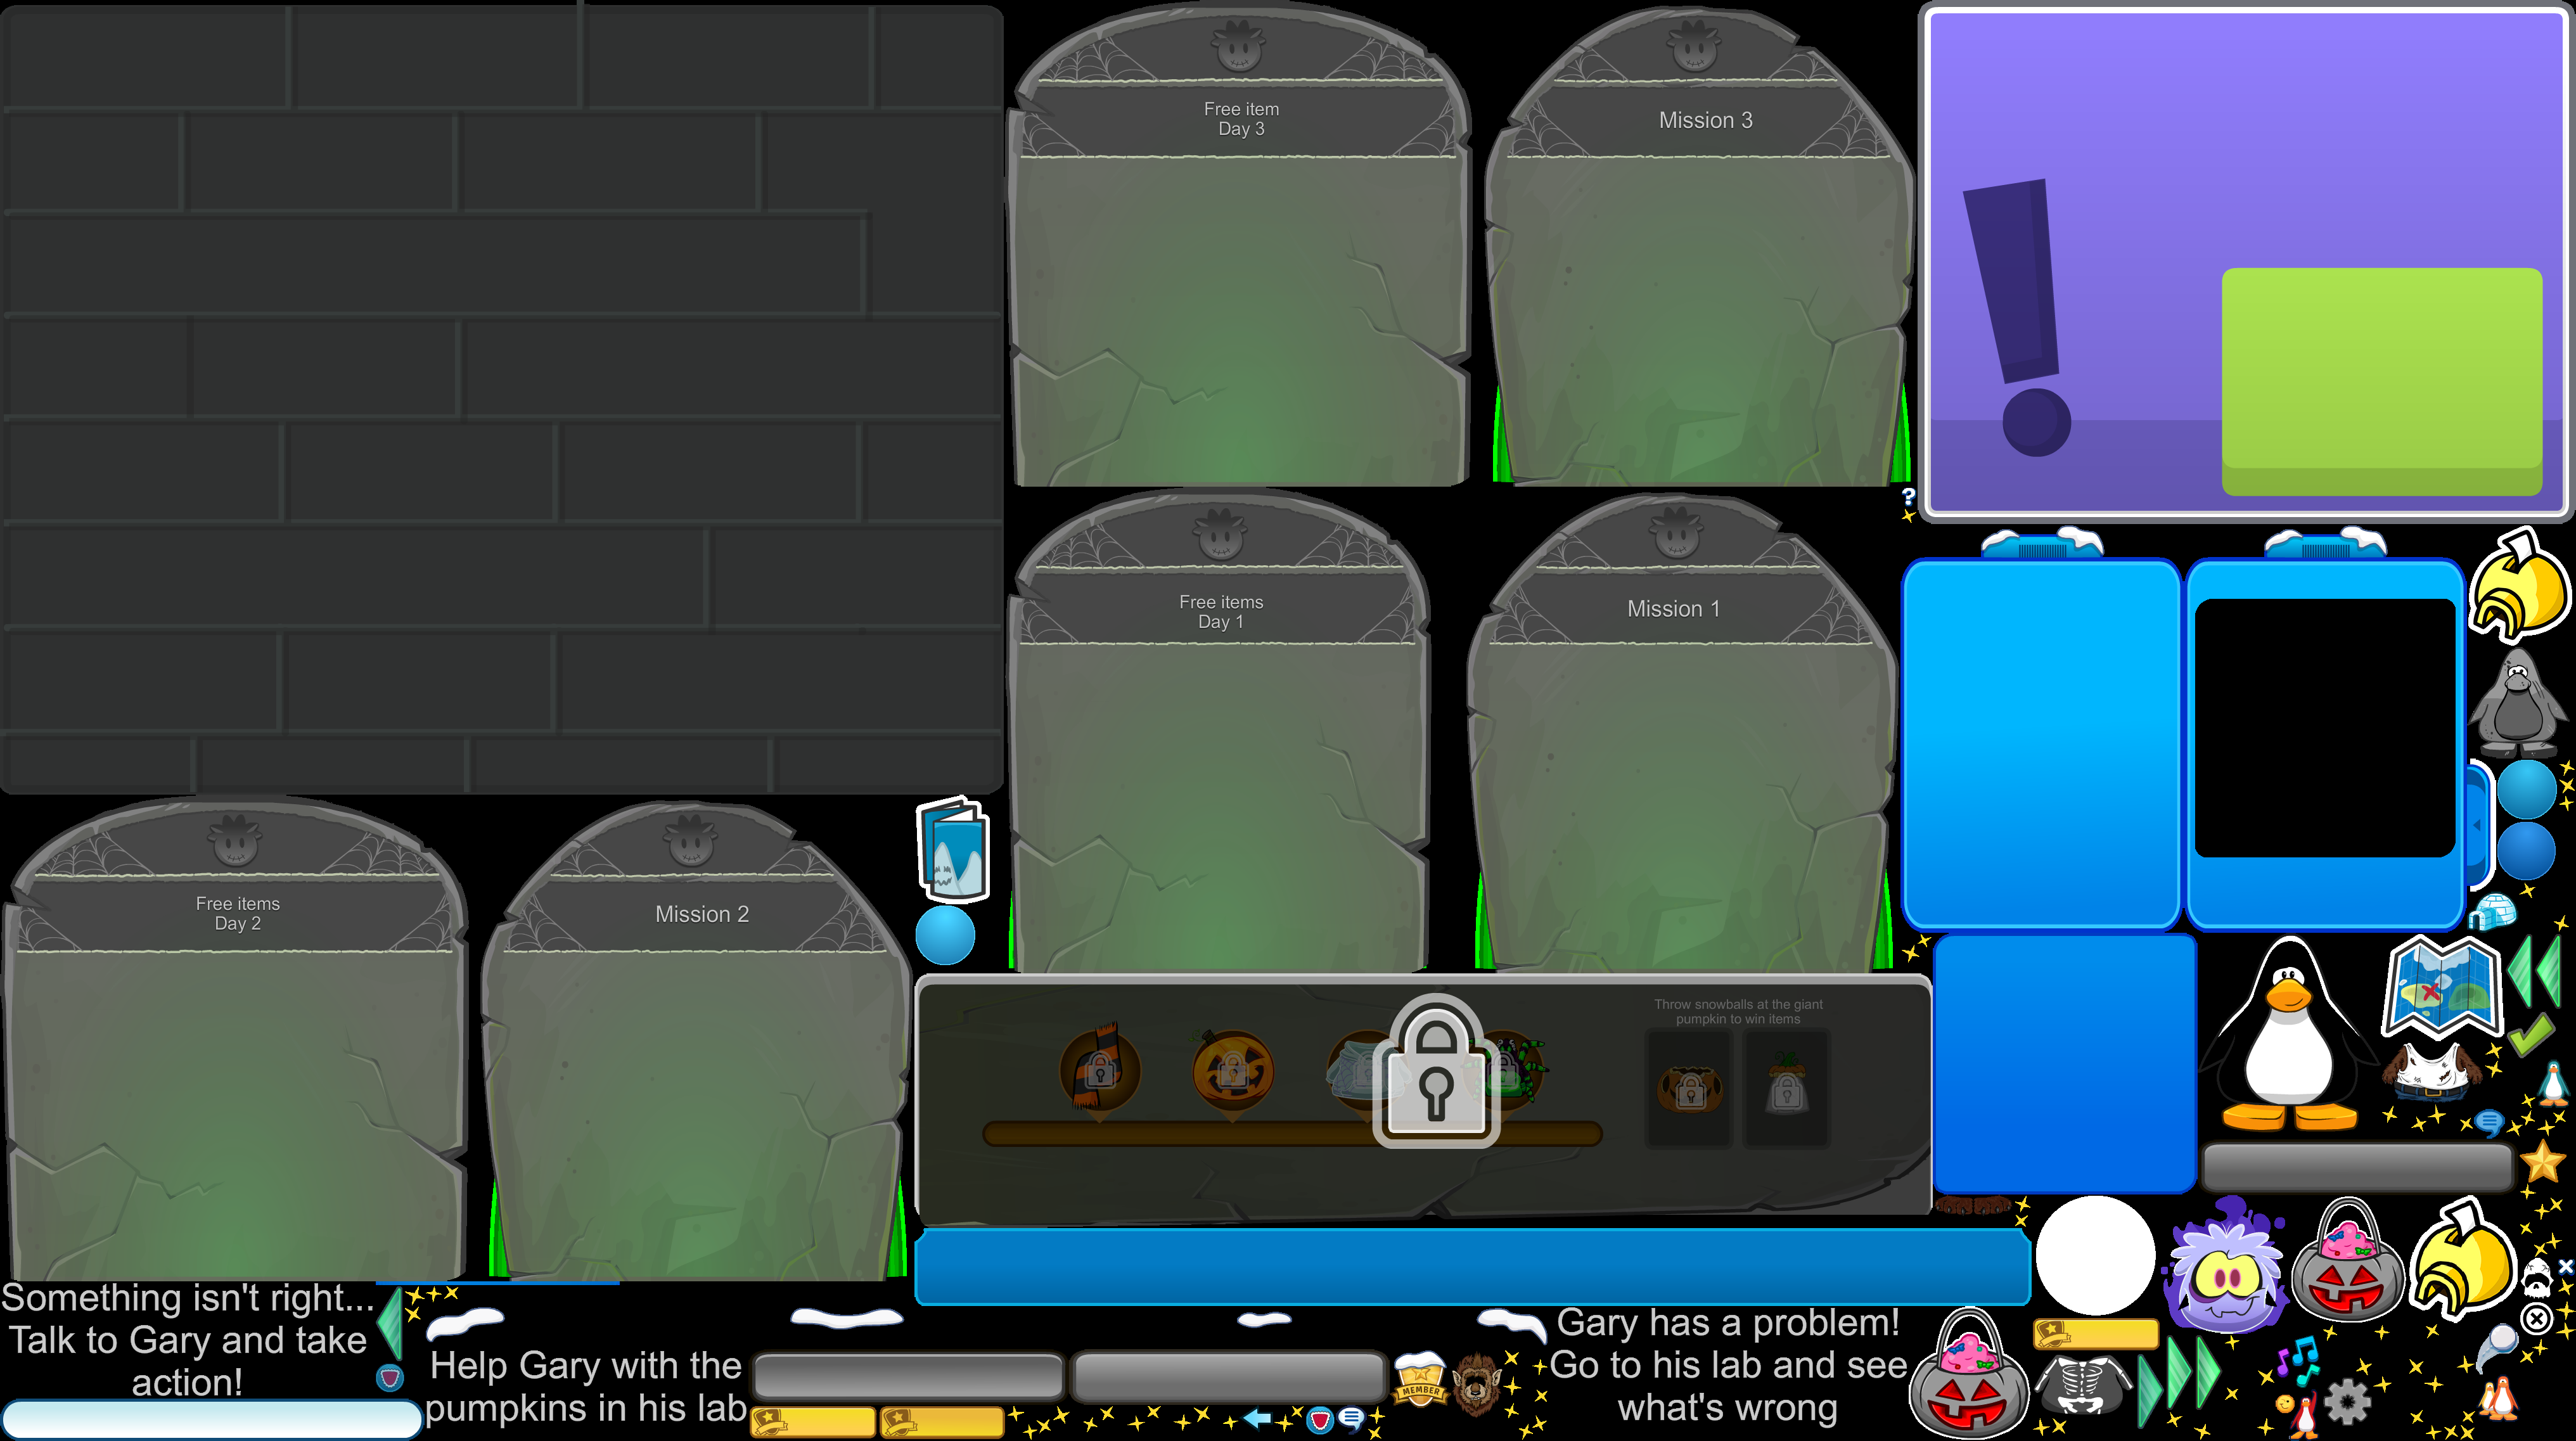 Free item
Day 3
Mission 3
?
Free items
Day 1
Mission 1
Free items
Day 2
Mission 2
Throw snowballs at the giant
pumpkin to win items
Something isn't right...
Talk to Gary and take
action!
Help Gary with the
pumpkins in his lab
MEMBER
Gary has a problem!
Go to his lab and see
what's wrong